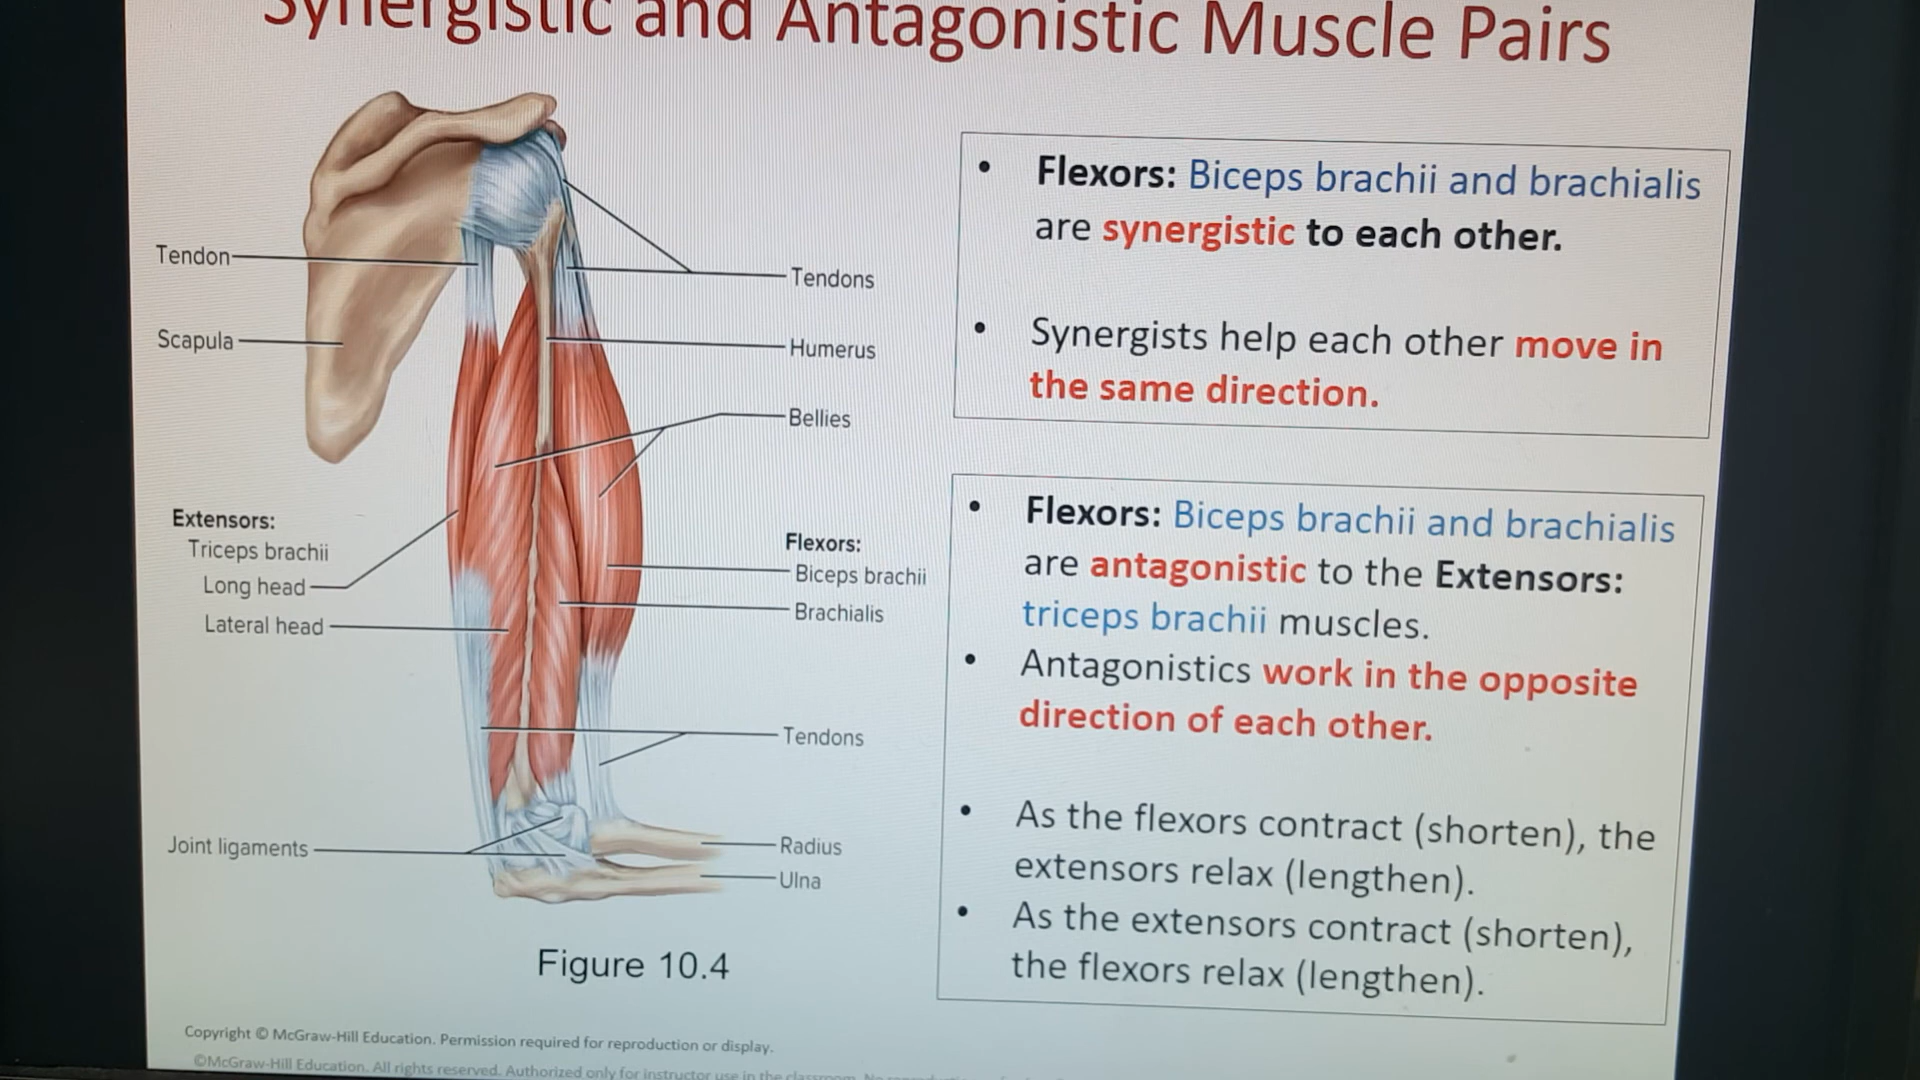 Synergistic and Antagonistic Muscle Pairs
Tendon
Scapula
Extensors:
Triceps brachii
Long head
Lateral head
Joint ligaments
Tendons
Humerus
Bellies
Flexors:
Biceps brachii
Brachialis
Tendons
Radius
Ulna
Figure 10.4
• Flexors: Biceps brachii and brachialis
are synergistic to each other.
• Synergists help each other move in
the same direction.
• Flexors: Biceps brachii and brachialis
are antagonistic to the Extensors:
triceps brachii muscles.
• Antagonistics work in the opposite
direction of each other.
• As the flexors contract (shorten), the
extensors relax (lengthen).
• As the extensors contract (shorten),
the flexors relax (lengthen).
Copyright © McGraw-Hill Education. Permission required for reproduction or display.
©McGraw-Hill Education. All rights reserved. Authorized only for instructor use in the classroom. No